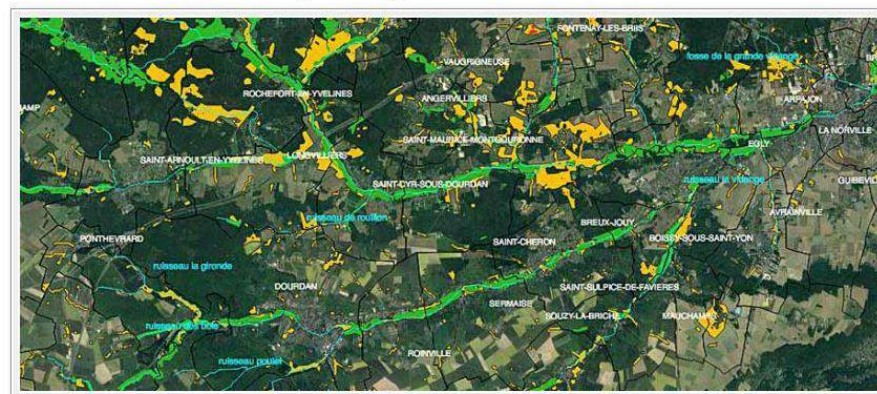 FONTENAY-LES-BRIIS
VAUGRIGNEUSE
fosse de la grande vidange
ROCHEFORT-EN-YVELINES
ANGERVILLIERS
ARPAJON
SAINT-MAURICE-MONTCOURONNE
LA NORVILLE
SAINT-ARNOULT-EN-YVELINES
LONGVILLIERS
EGLY
SAINT-CYR-SOUS-DOURDAN
ruisseau la vidange
ruisseau de rouillon
BREUX-JOUY
AVRAINVILLE
PONTHEVRARD
SAINT-CHERON
BOISSY-SOUS-SAINT-YON
ruisseau la gironde
DOURDAN
SAINT-SULPICE-DE-FAVIERES
SERMAISE
SOUZY-LA-BRICHE
MAUCHAMPS
ROINVILLE
ruisseau poulet